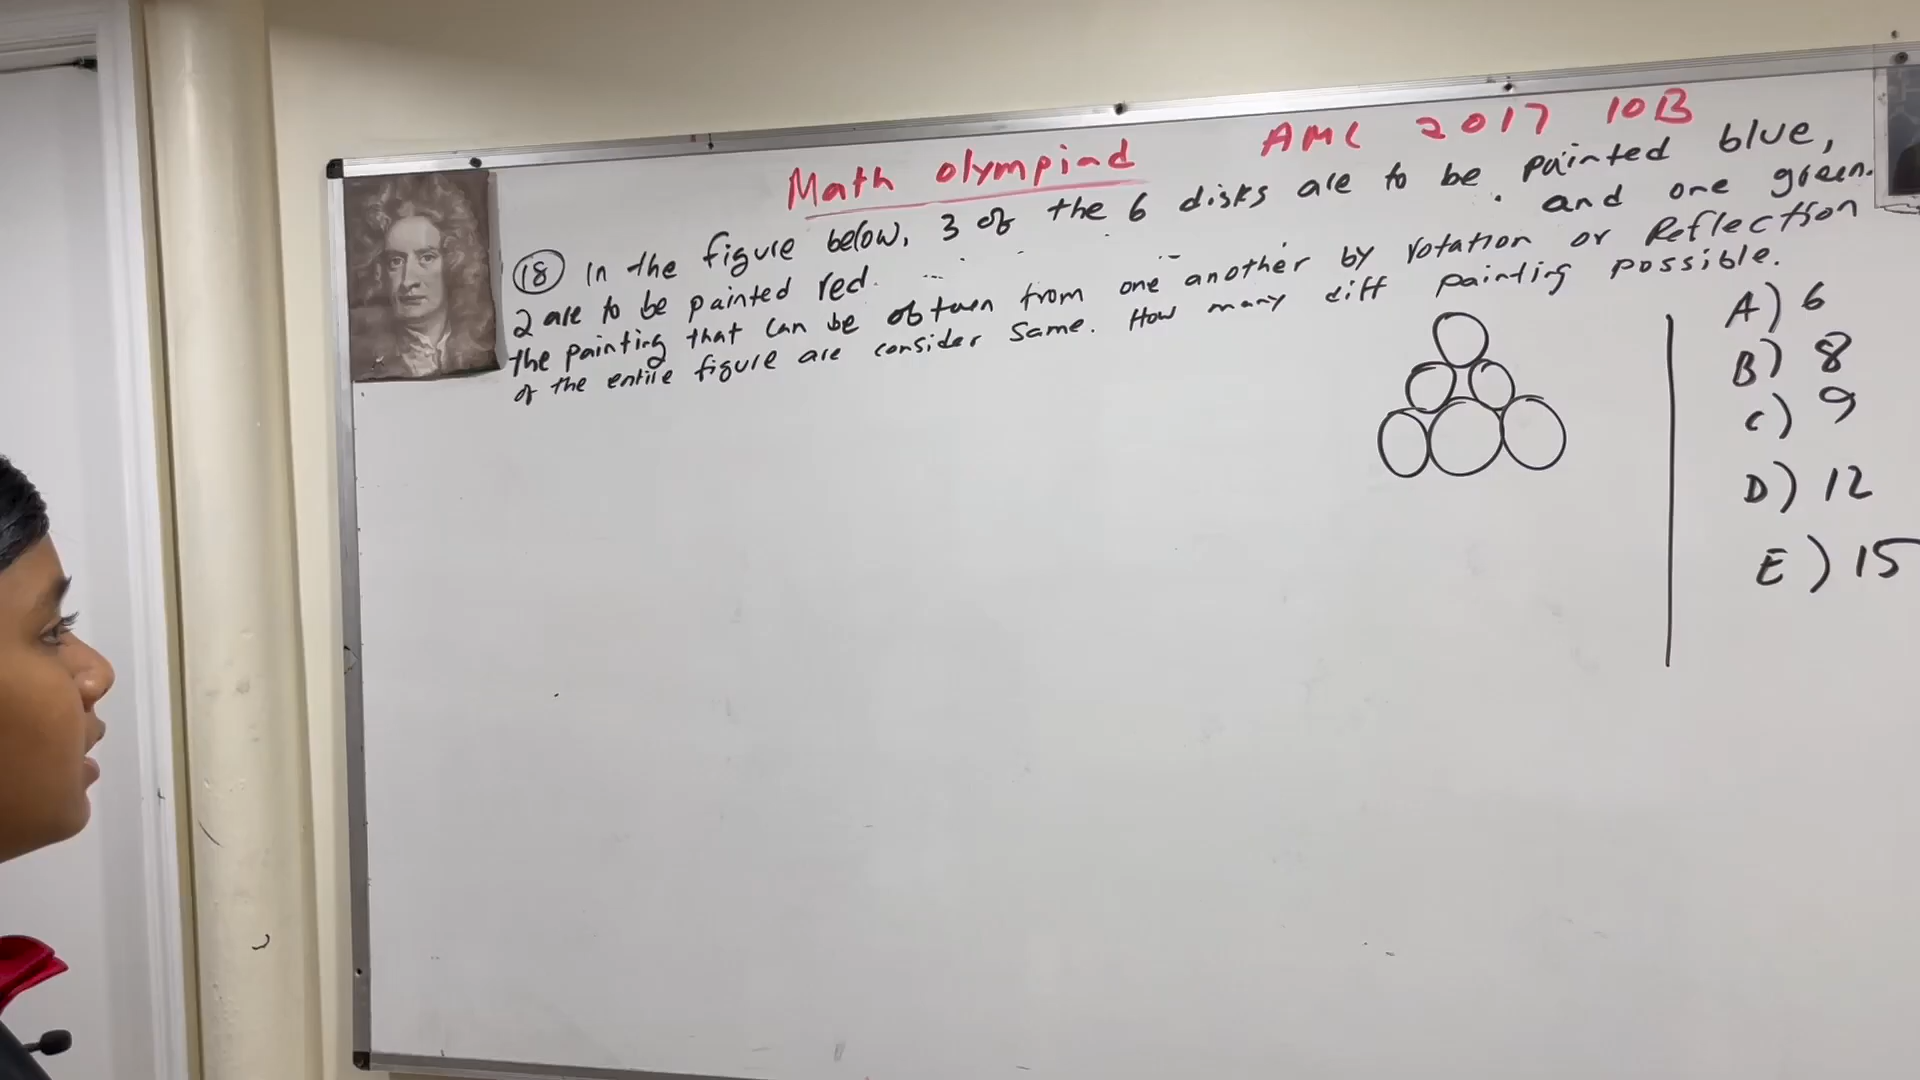 Math olympiad AMC 2017 10B
(18) In the figure below, 3 of the 6 disks are to be painted blue,
2 are to be painted red. and one green.
the painting that can be obtain from one another by rotation or Reflection
of the entire figure are consider same. How many diff painting possible.
A) 6
B) 8
C) 9
D) 12
E) 15